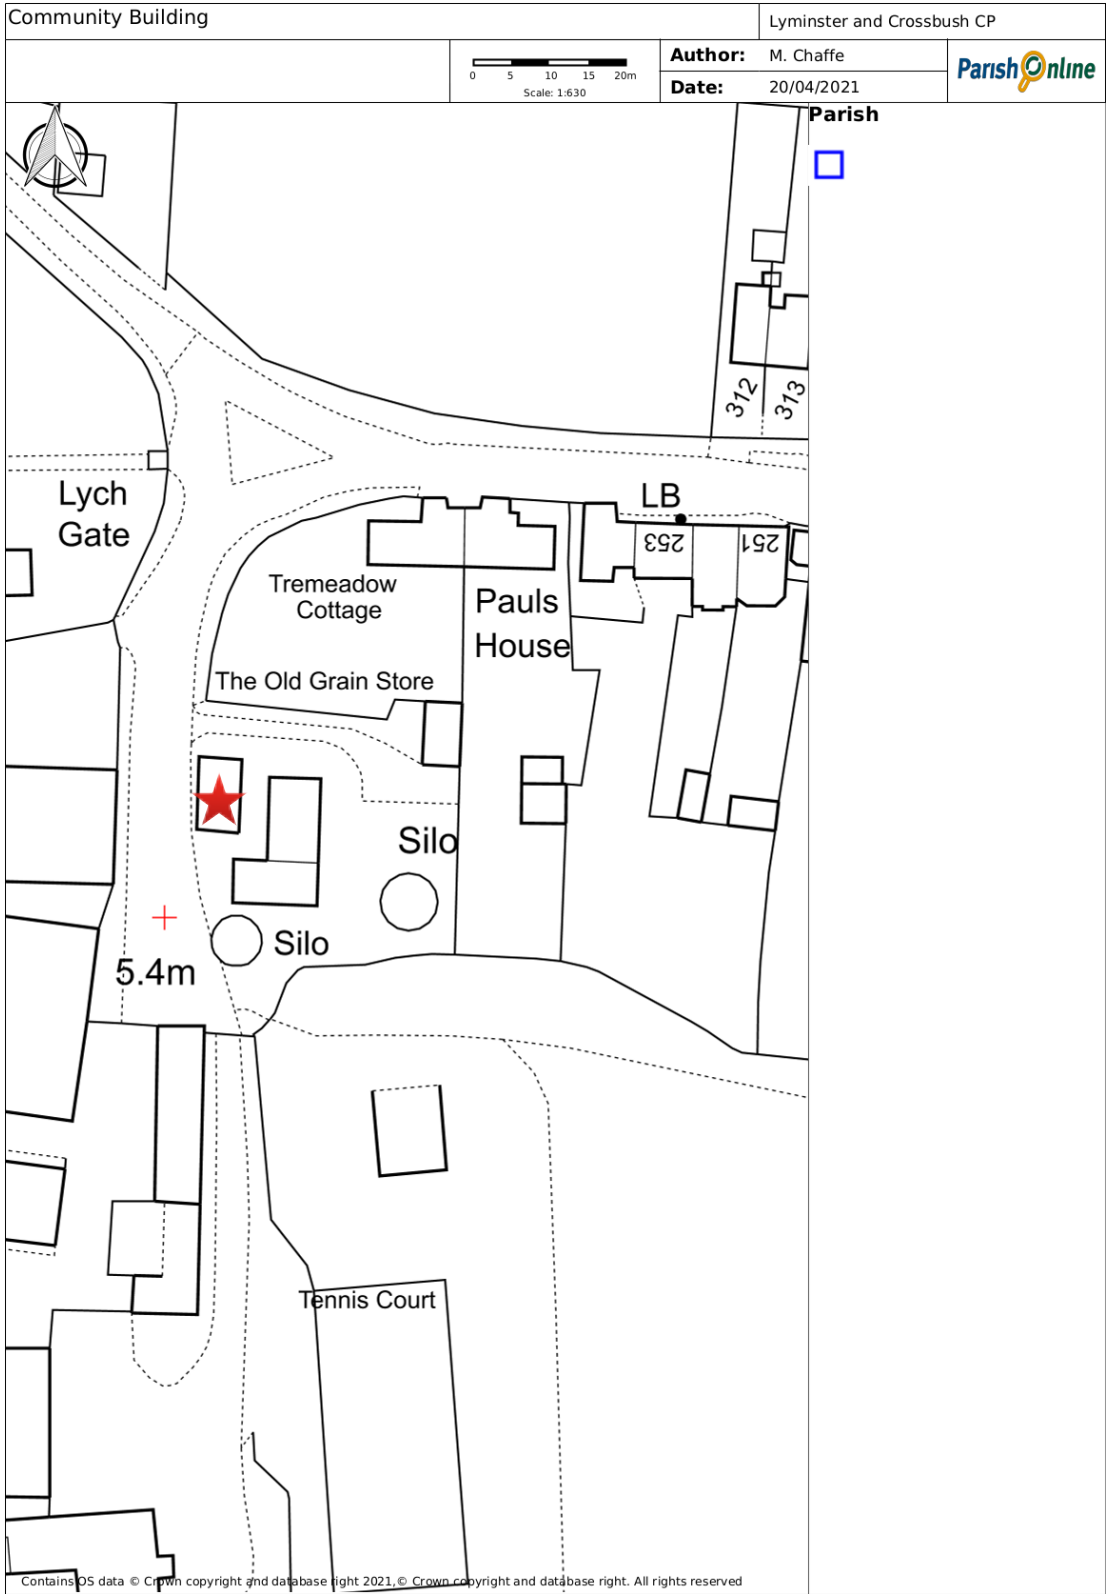 Community Building
Lyminster and Crossbush CP
0 5 10 15 20m
Scale: 1:630
Author: M. Chaffe
Date: 20/04/2021
Parish Online
Parish
312
313
LB
Lych
Gate
253
251
Tremeadow
Cottage
Pauls
House
The Old Grain Store
Silo
Silo
5.4m
Tennis Court
Contains OS data © Crown copyright and database right 2021,© Crown copyright and database right. All rights reserved